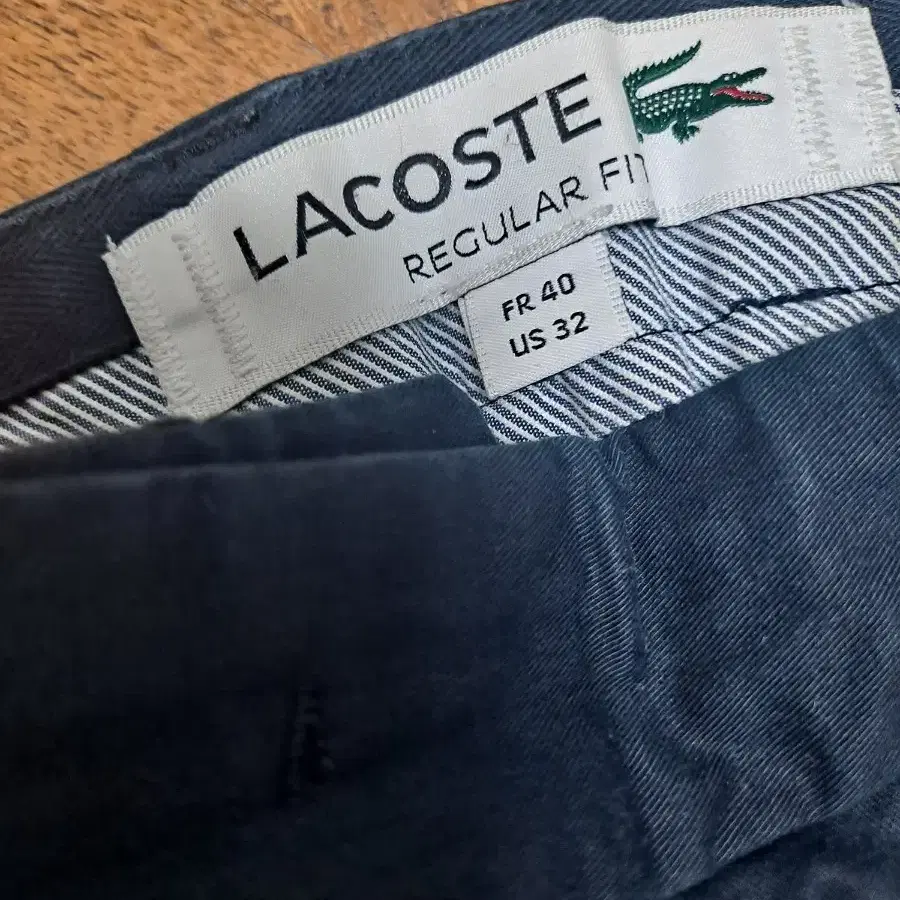 LACOSTE
REGULAR FIT
FR 40
US 32